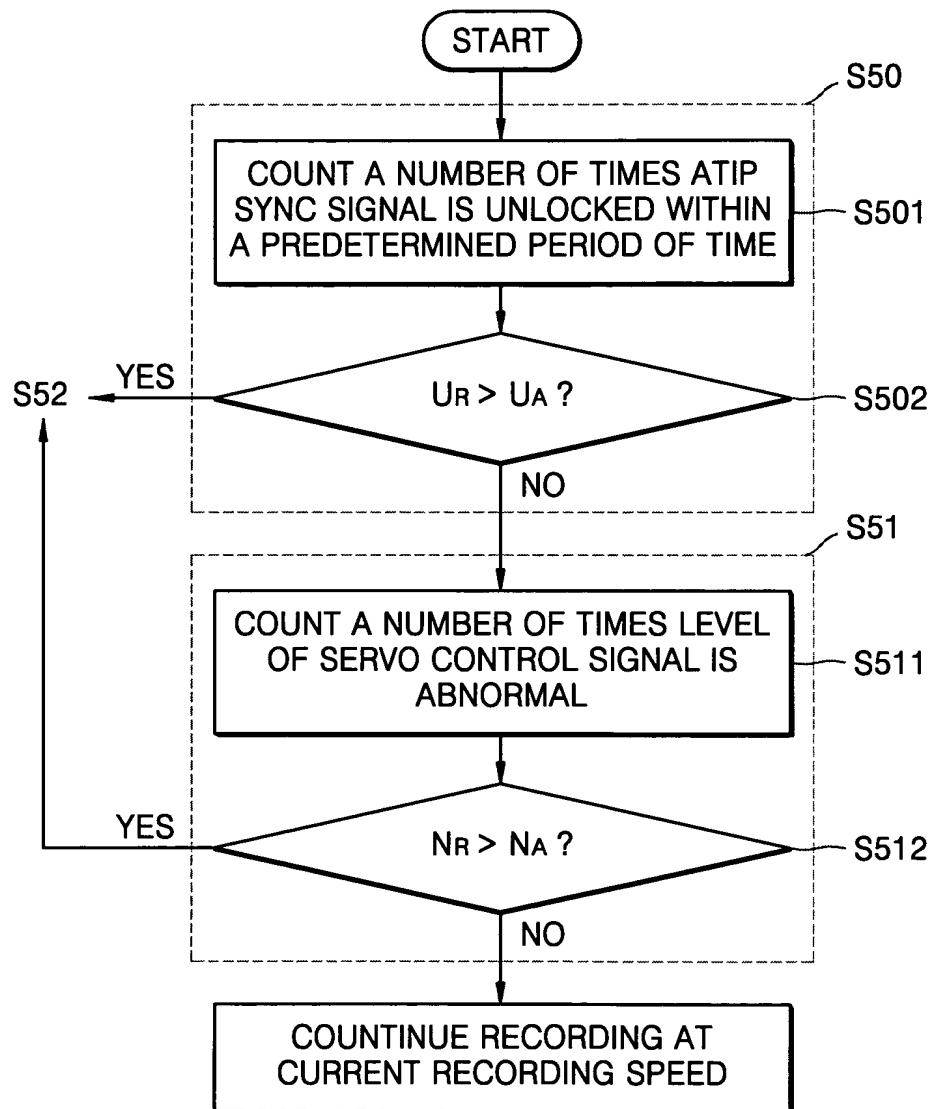 START
S50
COUNT A NUMBER OF TIMES ATIP
SYNC SIGNAL IS UNLOCKED WITHIN
A PREDETERMINED PERIOD OF TIME
S501
S52
YES
UR > UA ?
S502
NO
S51
COUNT A NUMBER OF TIMES LEVEL
OF SERVO CONTROL SIGNAL IS
ABNORMAL
S511
YES
NR > NA ?
S512
NO
COUNTINUE RECORDING AT
CURRENT RECORDING SPEED